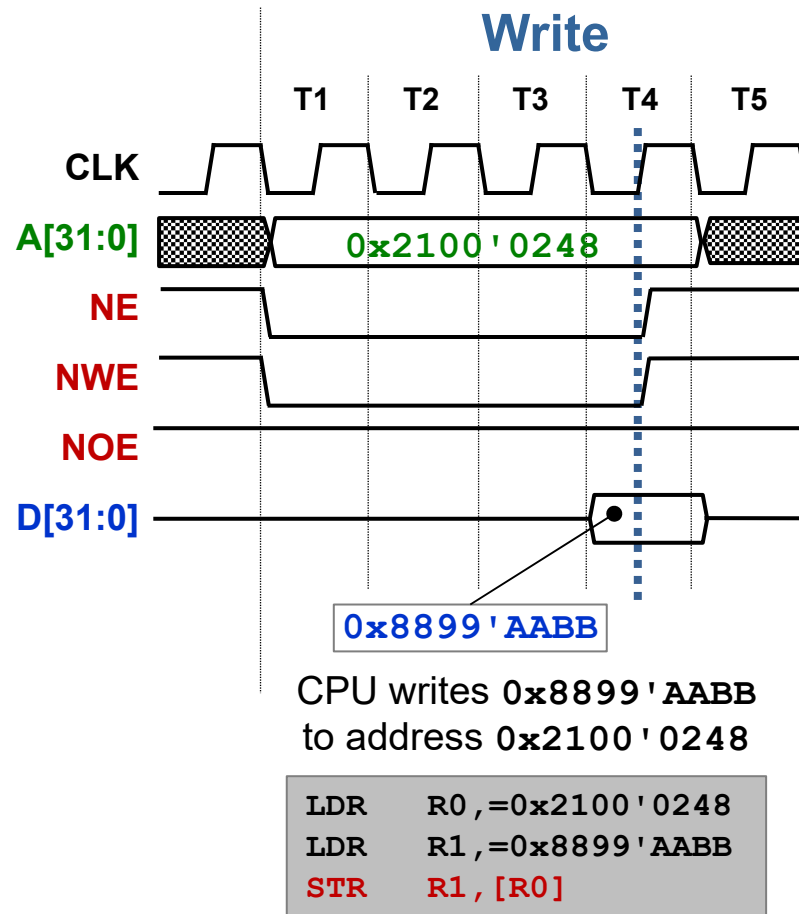 Write
T1 T2 T3 T4 T5
CLK
A[31:0] 0x2100'0248
NE
NWE
NOE
D[31:0]
0x8899'AABB
CPU writes 0x8899'AABB
to address 0x2100'0248
LDR R0,=0x2100'0248
LDR R1,=0x8899'AABB
STR R1,[R0]